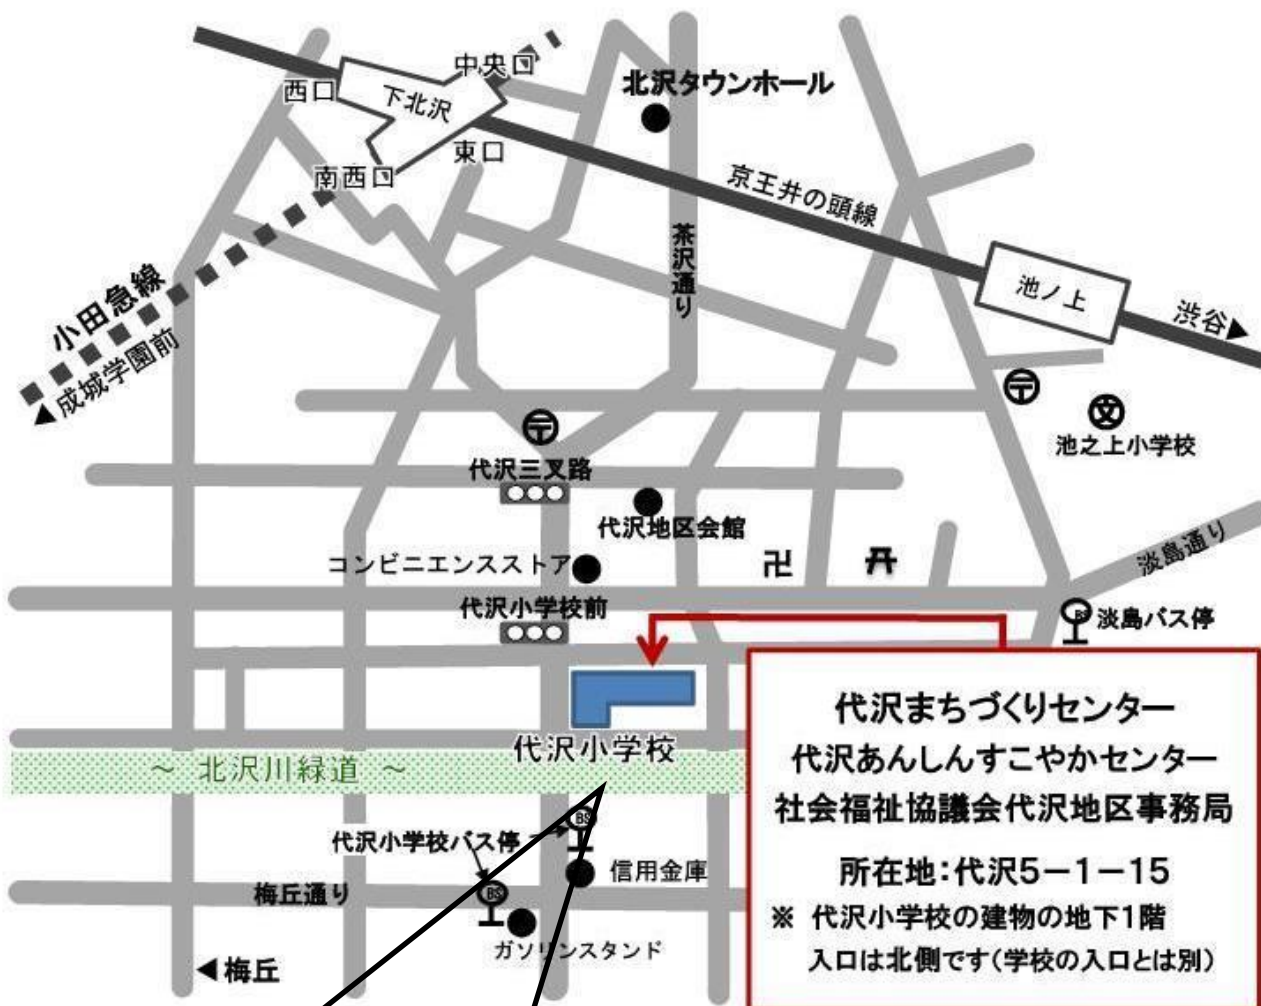 中央口
北沢タウンホール
西口
下北沢
東口
南西口
京王井の頭線
茶沢通り
池ノ上
渋谷▶
小田急線
◀成城学園前
〒
〒
文
池之上小学校
代沢三叉路
代沢地区会館
淡島通り
コンビニエンスストア
卍
代沢小学校前
BS
淡島バス停
代沢小学校
~ 北沢川緑道 ~
BS
代沢小学校バス停
信用金庫
梅丘通り
BS
ガソリンスタンド
◀梅丘
代沢まちづくりセンター
代沢あんしんすこやかセンター
社会福祉協議会代沢地区事務局
所在地:代沢5-1-15
※ 代沢小学校の建物の地下1階
入口は北側です(学校の入口とは別)